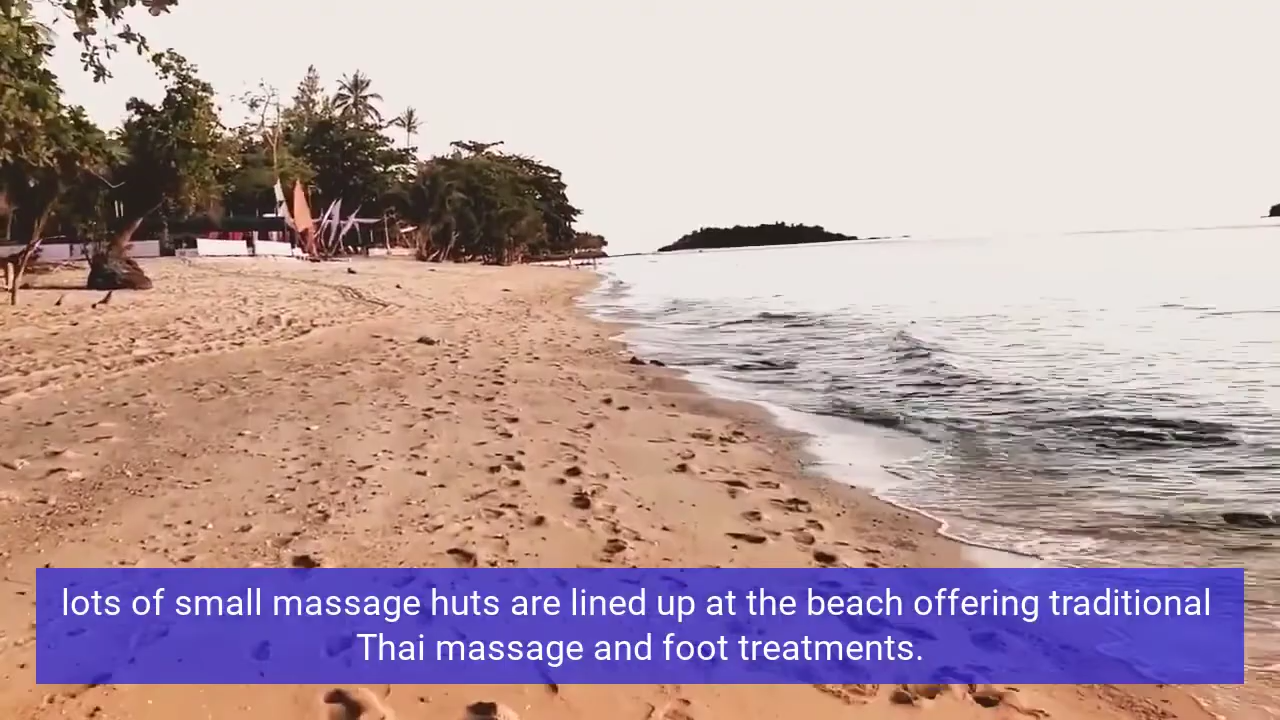 lots of small massage huts are lined up at the beach offering traditional
Thai massage and foot treatments.